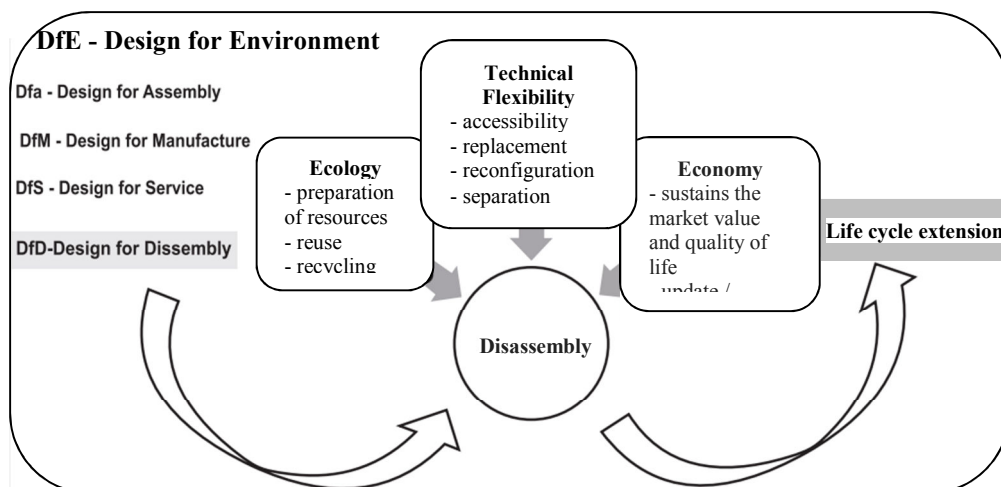 DfE - Design for Environment
Dfa - Design for Assembly
DfM - Design for Manufacture
DfS - Design for Service
DfD-Design for Dissembly
Ecology
- preparation
of resources
- reuse
- recycling
Technical
Flexibility
- accessibility
- replacement
- reconfiguration
- separation
Economy
- sustains the
market value
and quality of
life
- update /
Life cycle extension
Disassembly